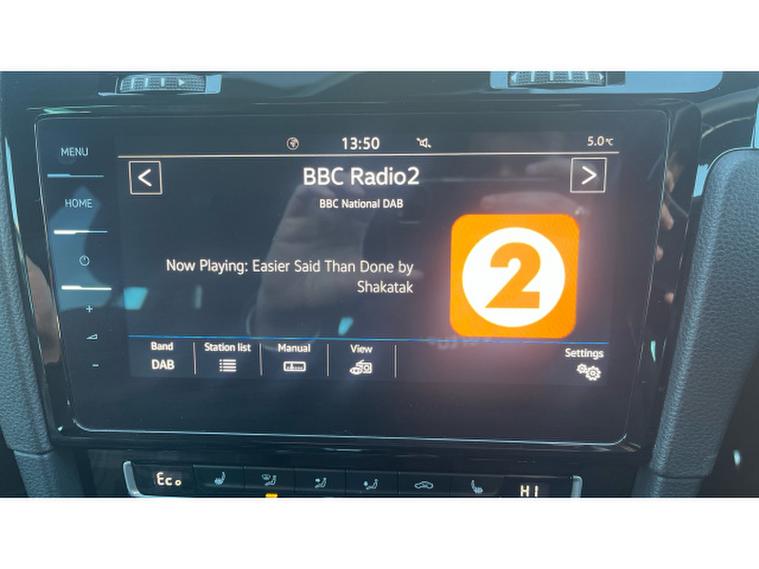 MENU
13:50
5.0°C
HOME
<
BBC Radio2
>
BBC National DAB
Now Playing: Easier Said Than Done by
Shakatak
2
+
-
Band
Station list
Manual
View
Settings
DAB
Eco
HI